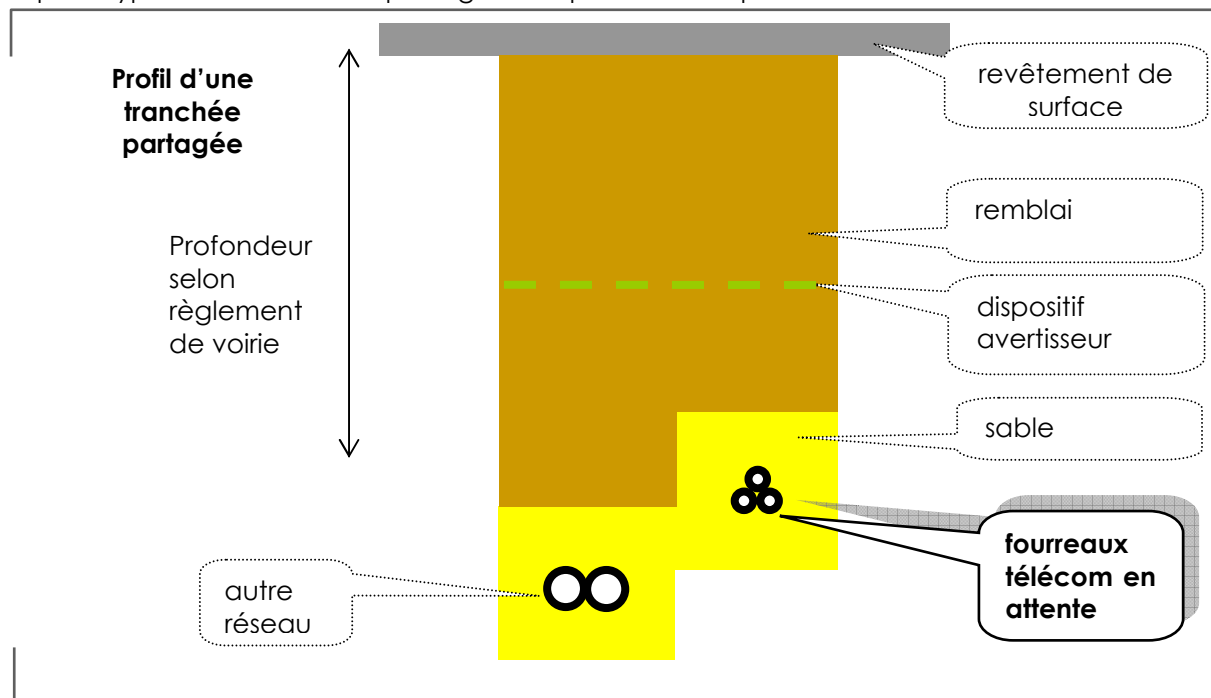 Profil d'une
tranchée
partagée
revêtement de
surface
remblai
Profondeur
selon
règlement
de voirie
dispositif
avertisseur
sable
fourreaux
télécom en
attente
autre
réseau